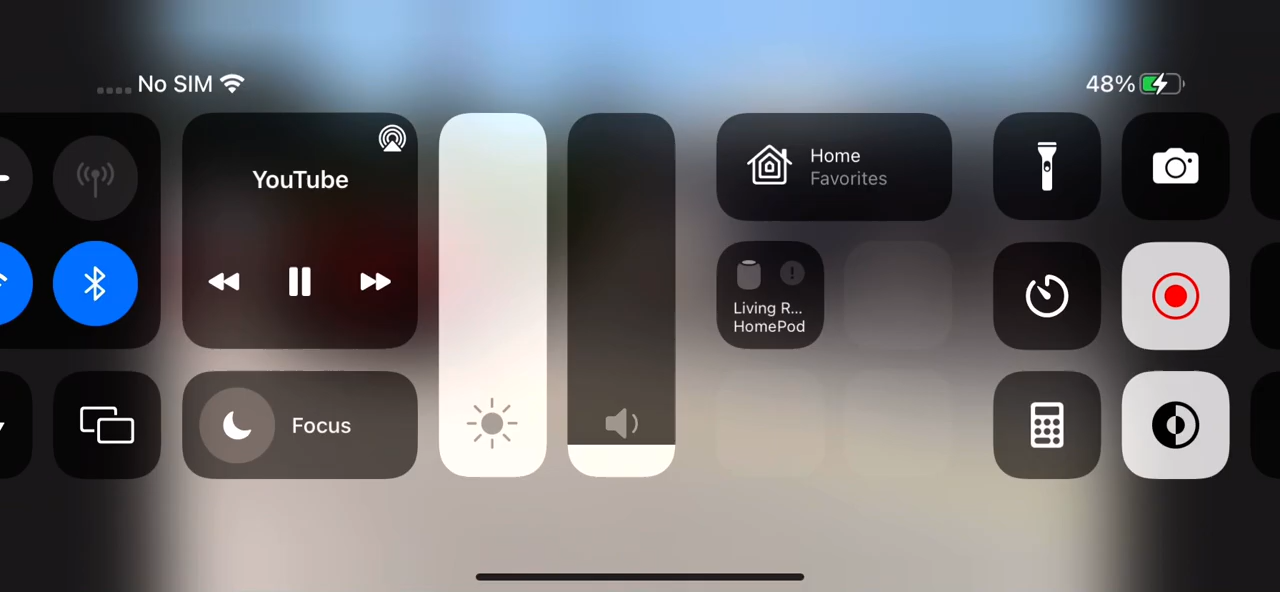 No SIM
48%
YouTube
Home
Favorites
Living R...
HomePod
Focus